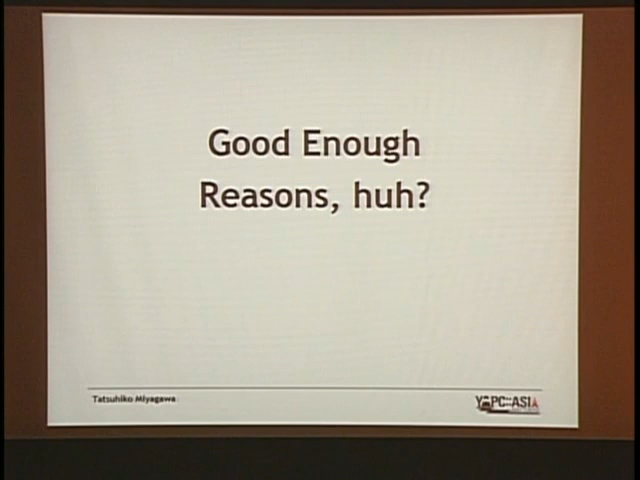 Good Enough
Reasons, huh?
Tatsuhiko Miyagawa
YAPC::ASIA